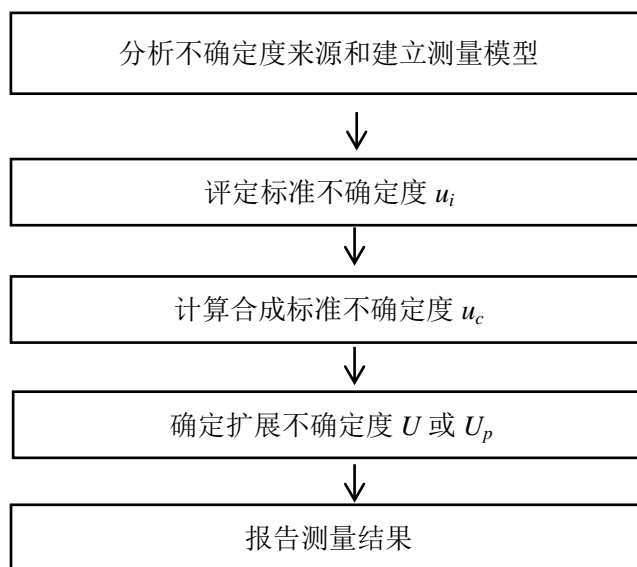 分析不确定度来源和建立测量模型
评定标准不确定度 u_i
计算合成标准不确定度 u_c
确定扩展不确定度 U 或 U_p
报告测量结果